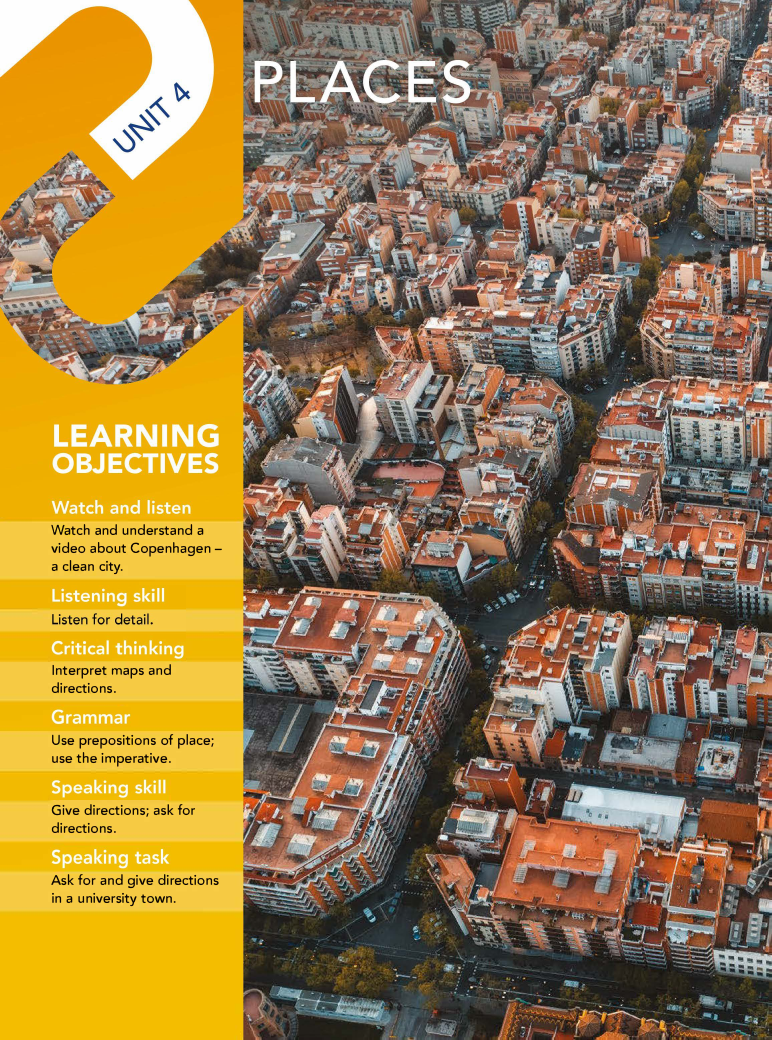 UNIT 4
PLACES
LEARNING
OBJECTIVES
Watch and listen
Watch and understand a
video about Copenhagen –
a clean city.
Listening skill
Listen for detail.
Critical thinking
Interpret maps and
directions.
Grammar
Use prepositions of place;
use the imperative.
Speaking skill
Give directions; ask for
directions.
Speaking task
Ask for and give directions
in a university town.